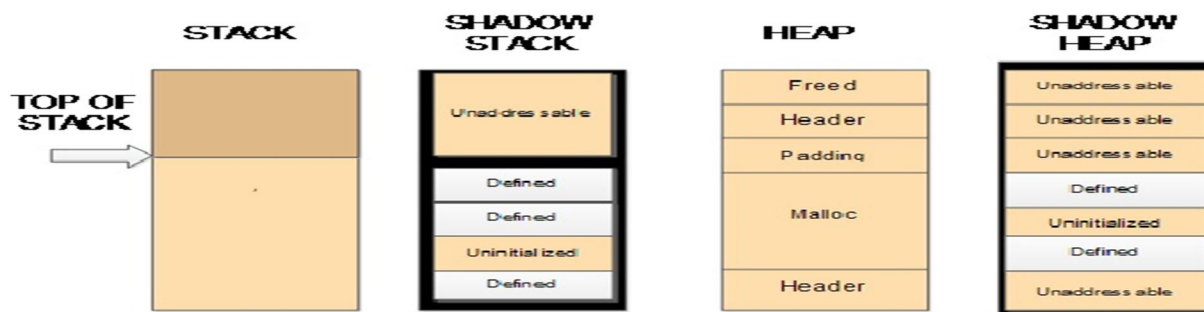 STACK
SHADOW
STACK
HEAP
SHADOW
HEAP
TOP OF
STACK
Unaddressable
Defined
Defined
Uninitialized
Defined
Freed
Header
Padding
Malloc
Header
Unaddressable
Unaddressable
Unaddressable
Defined
Uninitialized
Defined
Unaddressable